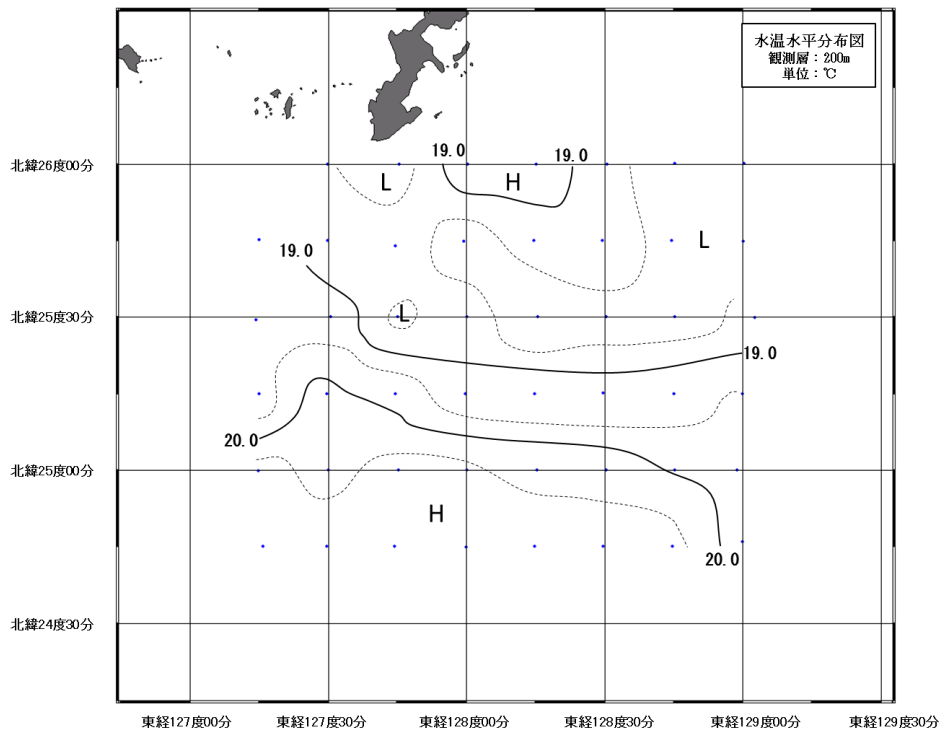 水温水平分布図
観測層：200m
単位：℃
北緯26度00分
19.0
19.0
L
H
L
19.0
北緯25度30分
L
19.0
20.0
北緯25度00分
H
20.0
北緯24度30分
東経127度00分
東経127度30分
東経128度00分
東経128度30分
東経129度00分
東経129度30分